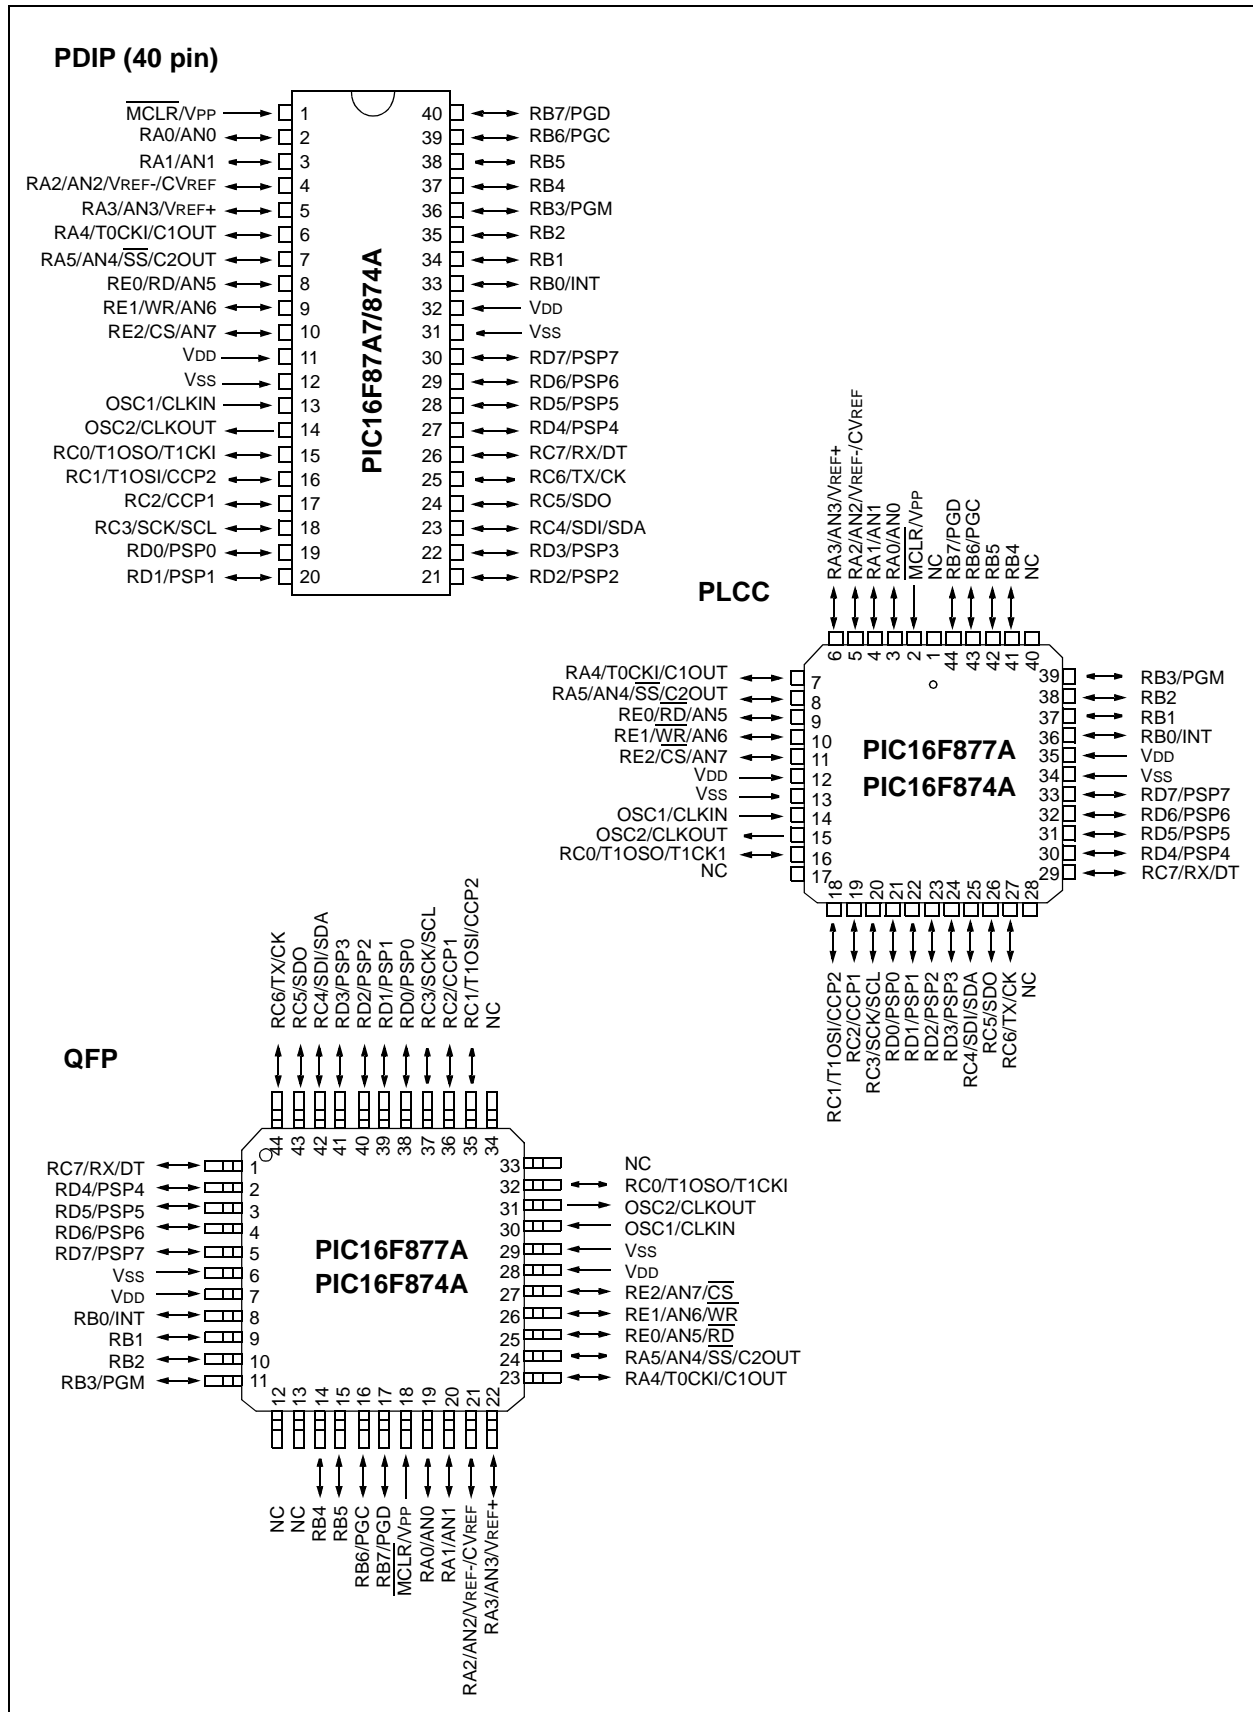 PDIP (40 pin)
MCLR/VPP 1 40 RB7/PGD
RA0/AN0 2 39 RB6/PGC
RA1/AN1 3 38 RB5
RA2/AN2/VREF-/CVREF 4 37 RB4
RA3/AN3/VREF+ 5 36 RB3/PGM
RA4/T0CKI/C1OUT 6 35 RB2
RA5/AN4/SS/C2OUT 7 34 RB1
RE0/RD/AN5 8 33 RB0/INT
RE1/WR/AN6 9 32 VDD
RE2/CS/AN7 10 31 VSS
VDD 11 30 RD7/PSP7
VSS 12 29 RD6/PSP6
OSC1/CLKIN 13 28 RD5/PSP5
OSC2/CLKOUT 14 27 RD4/PSP4
RC0/T1OSO/T1CKI 15 26 RC7/RX/DT
RC1/T1OSI/CCP2 16 25 RC6/TX/CK
RC2/CCP1 17 24 RC5/SDO
RC3/SCK/SCL 18 23 RC4/SDI/SDA
RD0/PSP0 19 22 RD3/PSP3
RD1/PSP1 20 21 RD2/PSP2
PIC16F87A7/874A
PLCC
RA3/AN3/VREF+ 6
RA2/AN2/VREF-/CVREF 5
RA1/AN1 4
RA0/AN0 3
MCLR/VPP 2
NC 1
RB7/PGD 44
RB6/PGC 43
RB5 42
RB4 41
NC 40
RA4/T0CKI/C1OUT 7 39 RB3/PGM
RA5/AN4/SS/C2OUT 8 38 RB2
RE0/RD/AN5 9 37 RB1
RE1/WR/AN6 10 36 RB0/INT
RE2/CS/AN7 11 35 VDD
VDD 12 34 VSS
VSS 13 33 RD7/PSP7
OSC1/CLKIN 14 32 RD6/PSP6
OSC2/CLKOUT 15 31 RD5/PSP5
RC0/T1OSO/T1CK1 16 30 RD4/PSP4
NC 17 29 RC7/RX/DT
PIC16F877A
PIC16F874A
18 RC1/T1OSI/CCP2
19 RC2/CCP1
20 RC3/SCK/SCL
21 RD0/PSP0
22 RD1/PSP1
23 RD2/PSP2
24 RD3/PSP3
25 RC4/SDI/SDA
26 RC5/SDO
27 RC6/TX/CK
28 NC
QFP
RC6/TX/CK 44
RC5/SDO 43
RC4/SDI/SDA 42
RD3/PSP3 41
RD2/PSP2 40
RD1/PSP1 39
RD0/PSP0 38
RC3/SCK/SCL 37
RC2/CCP1 36
RC1/T1OSI/CCP2 35
NC 34
RC7/RX/DT 1 33 NC
RD4/PSP4 2 32 RC0/T1OSO/T1CKI
RD5/PSP5 3 31 OSC2/CLKOUT
RD6/PSP6 4 30 OSC1/CLKIN
RD7/PSP7 5 29 VSS
VSS 6 28 VDD
VDD 7 27 RE2/AN7/CS
RB0/INT 8 26 RE1/AN6/WR
RB1 9 25 RE0/AN5/RD
RB2 10 24 RA5/AN4/SS/C2OUT
RB3/PGM 11 23 RA4/T0CKI/C1OUT
PIC16F877A
PIC16F874A
12 NC
13 NC
14 RB4
15 RB5
16 RB6/PGC
17 RB7/PGD
18 MCLR/VPP
19 RA0/AN0
20 RA1/AN1
21 RA2/AN2/VREF-/CVREF
22 RA3/AN3/VREF+